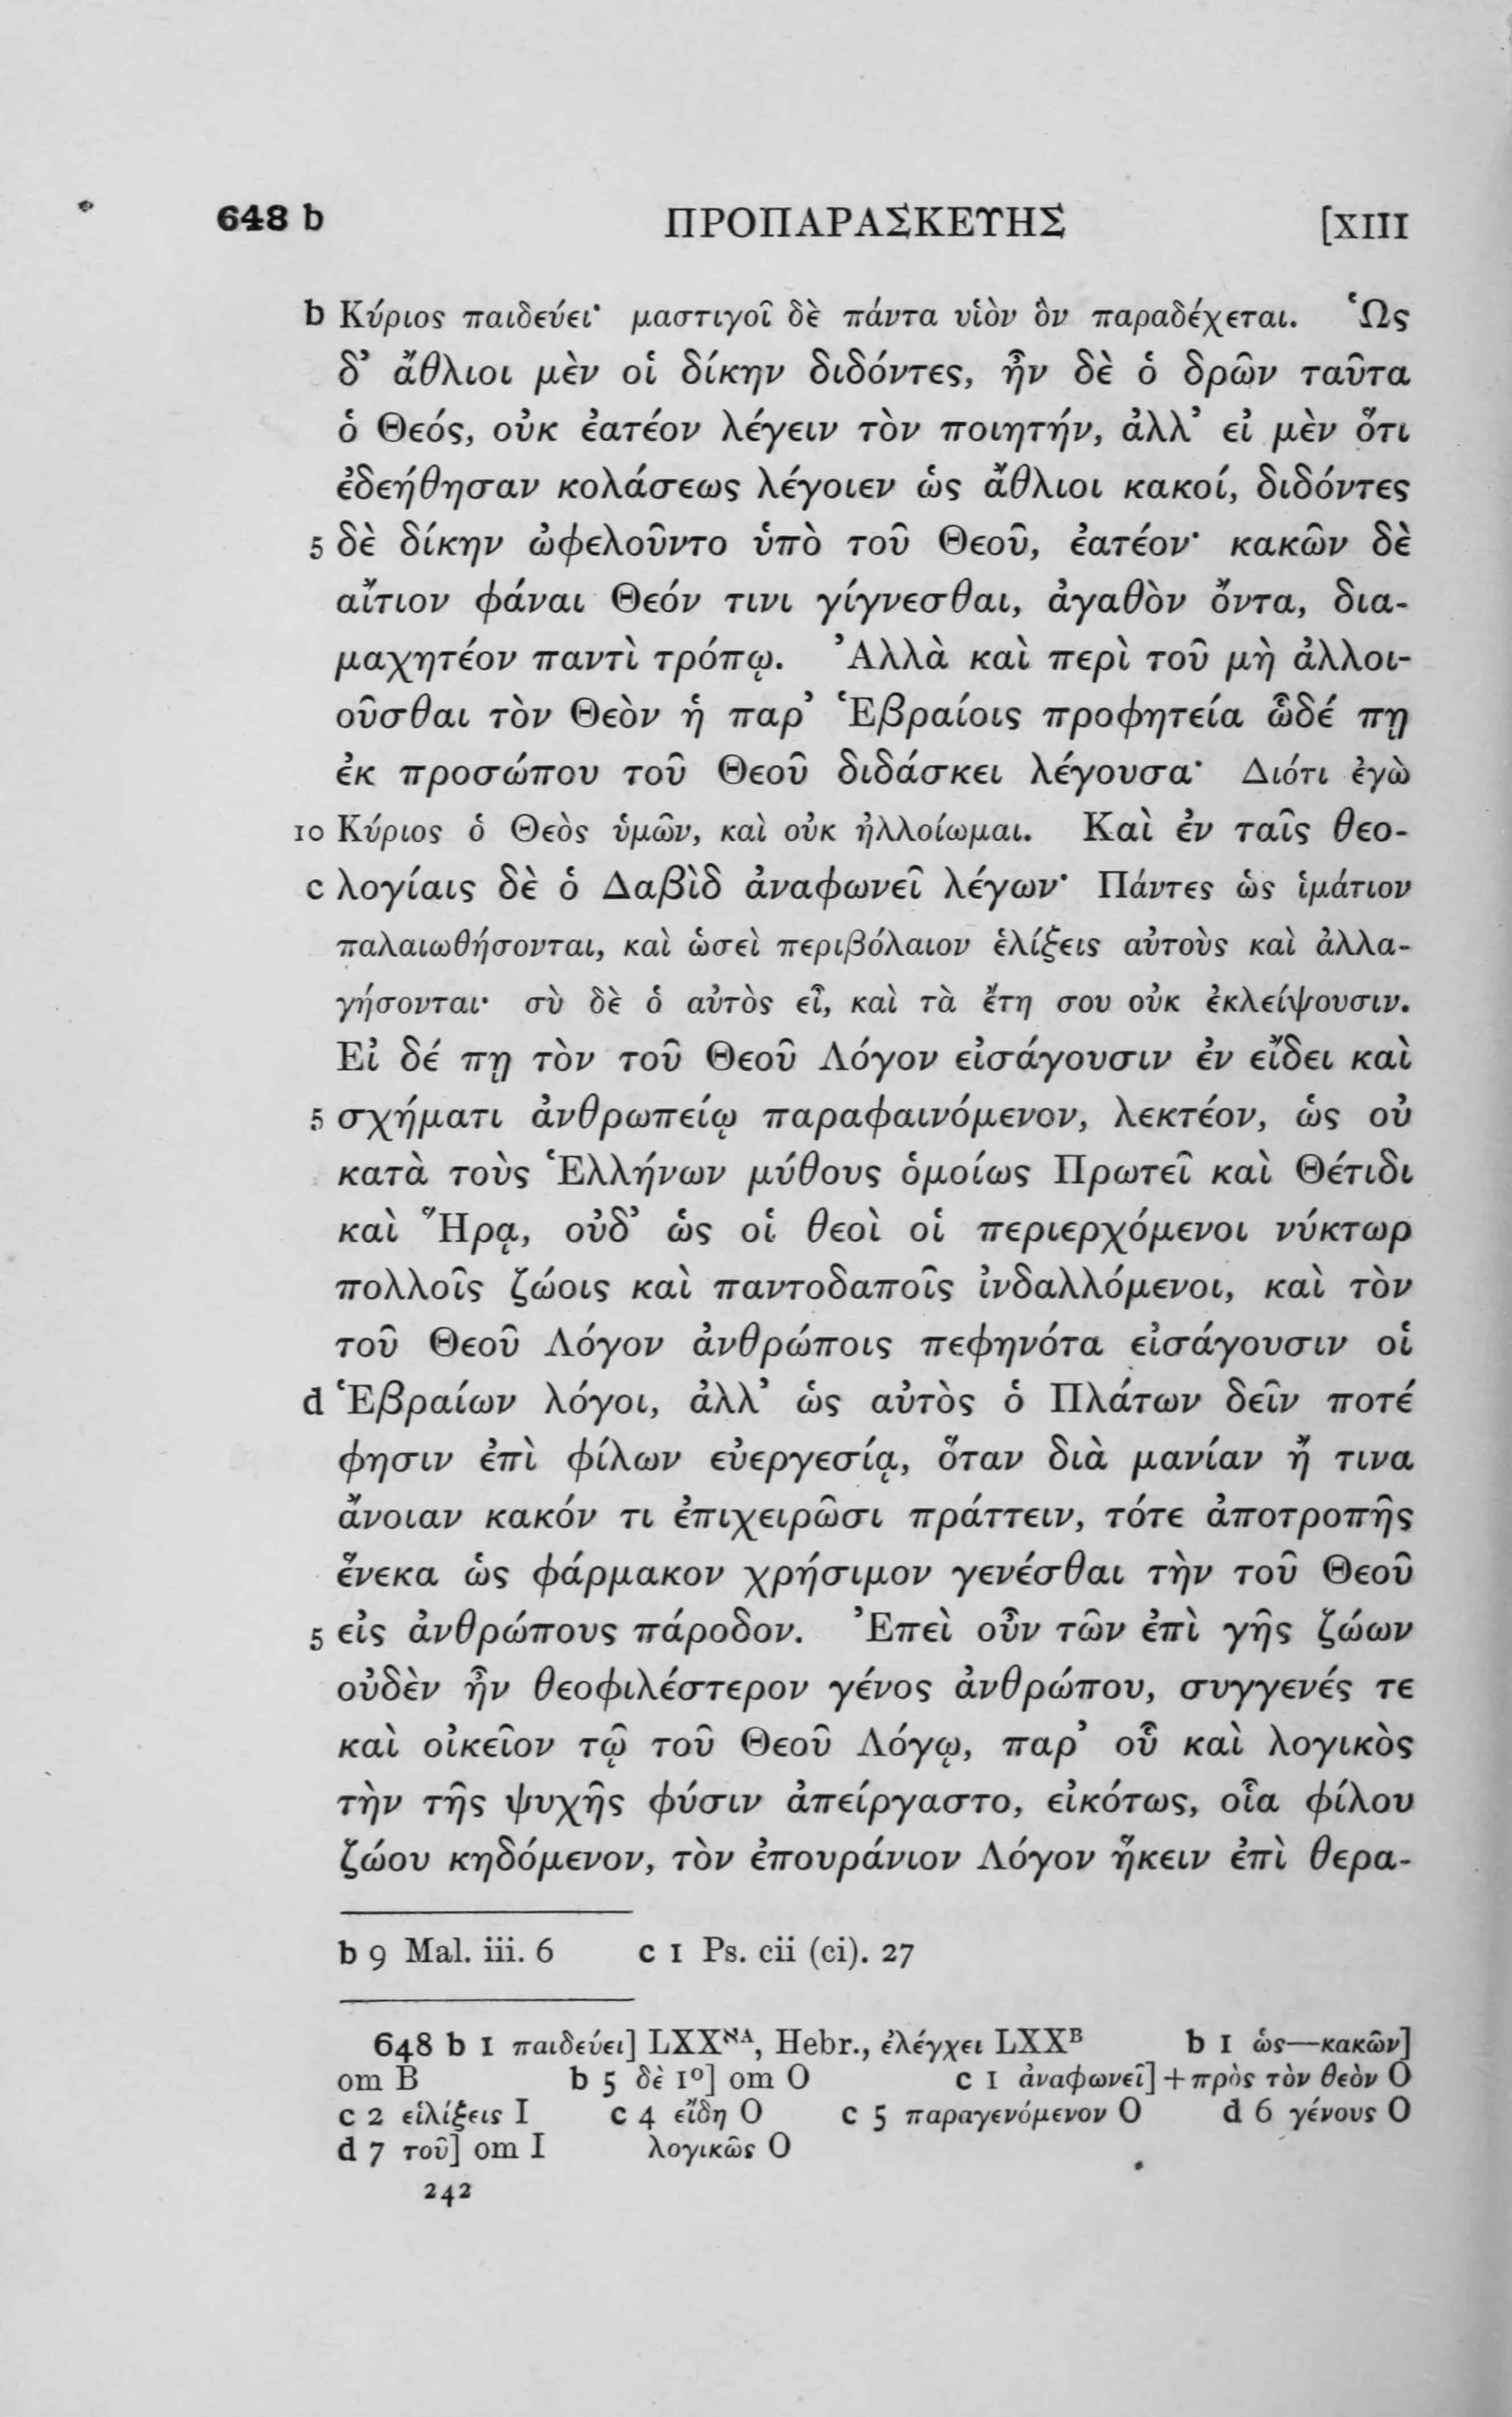 648 b ΠΡΟΠΑΡΑΣΚΕΥΗΣ [XIII
b Κύριος παιδεύει· μαστιγοῖ δὲ πάντα υἱὸν ὃν παραδέχεται. Ὡς
δ’ ἄθλιοι μὲν οἱ δίκην διδόντες, ἦν δὲ ὁ δρῶν ταῦτα
ὁ Θεός, οὐκ ἐατέον λέγειν τὸν ποιητήν, ἀλλ’ εἰ μὲν ὅτι
ἐδεήθησαν κολάσεως λέγοιεν ὡς ἄθλιοι κακοί, διδόντες
5 δὲ δίκην ὠφελοῦντο ὑπὸ τοῦ Θεοῦ, ἐατέον· κακῶν δὲ
αἴτιον φάναι Θεόν τινι γίγνεσθαι, ἀγαθὸν ὄντα, δια-
μαχητέον παντὶ τρόπῳ. Ἀλλὰ καὶ περὶ τοῦ μὴ ἀλλοι-
οῦσθαι τὸν Θεὸν ἡ παρ’ Ἑβραίοις προφητεία ὧδέ πῃ
ἐκ προσώπου τοῦ Θεοῦ διδάσκει λέγουσα· Διότι ἐγὼ
10 Κύριος ὁ Θεὸς ὑμῶν, καὶ οὐκ ἠλλοίωμαι. Καὶ ἐν ταῖς θεο-
c λογίαις δὲ ὁ Δαβὶδ ἀναφωνεῖ λέγων· Πάντες ὡς ἱμάτιον
παλαιωθήσονται, καὶ ὡσεὶ περιβόλαιον ἑλίξεις αὐτοὺς καὶ ἀλλα-
γήσονται· σὺ δὲ ὁ αὐτὸς εἶ, καὶ τὰ ἔτη σου οὐκ ἐκλείψουσιν.
Εἰ δέ πῃ τὸν τοῦ Θεοῦ Λόγον εἰσάγουσιν ἐν εἴδει καὶ
5 σχήματι ἀνθρωπείῳ παραφαινόμενον, λεκτέον, ὡς οὐ
κατὰ τοὺς Ἑλλήνων μύθους ὁμοίως Πρωτεῖ καὶ Θέτιδι
καὶ Ἥρᾳ, οὐδ’ ὡς οἱ θεοὶ οἱ περιερχόμενοι νύκτωρ
πολλοῖς ζώοις καὶ παντοδαποῖς ἰνδαλλόμενοι, καὶ τὸν
τοῦ Θεοῦ Λόγον ἀνθρώποις πεφηνότα εἰσάγουσιν οἱ
d Ἑβραίων λόγοι, ἀλλ’ ὡς αὐτὸς ὁ Πλάτων δεῖν ποτέ
φησιν ἐπὶ φίλων εὐεργεσίᾳ, ὅταν διὰ μανίαν ἤ τινα
ἄνοιαν κακόν τι ἐπιχειρῶσι πράττειν, τότε ἀποτροπῆς
ἕνεκα ὡς φάρμακον χρήσιμον γενέσθαι τὴν τοῦ Θεοῦ
5 εἰς ἀνθρώπους πάροδον. Ἐπεὶ οὖν τῶν ἐπὶ γῆς ζώων
οὐδὲν ἦν θεοφιλέστερον γένος ἀνθρώπου, συγγενές τε
καὶ οἰκεῖον τῷ τοῦ Θεοῦ Λόγῳ, παρ’ οὗ καὶ λογικὸς
τὴν τῆς ψυχῆς φύσιν ἀπείργαστο, εἰκότως, οἷα φίλου
ζώου κηδόμενον, τὸν ἐπουράνιον Λόγον ἥκειν ἐπὶ θερα-
b 9 Mal. iii. 6 c 1 Ps. cii (ci). 27
648 b 1 παιδεύει] LXXאA, Hebr., ἐλέγχει LXXB b 1 ὡς—κακῶν]
om B b 5 δὲ 1º] om O c 1 ἀναφωνεῖ] + πρὸς τὸν θεὸν O
c 2 εἱλίξεις I c 4 εἴδη O c 5 παραγενόμενον O d 6 γένους O
d 7 τοῦ] om I λογικῶς O
242